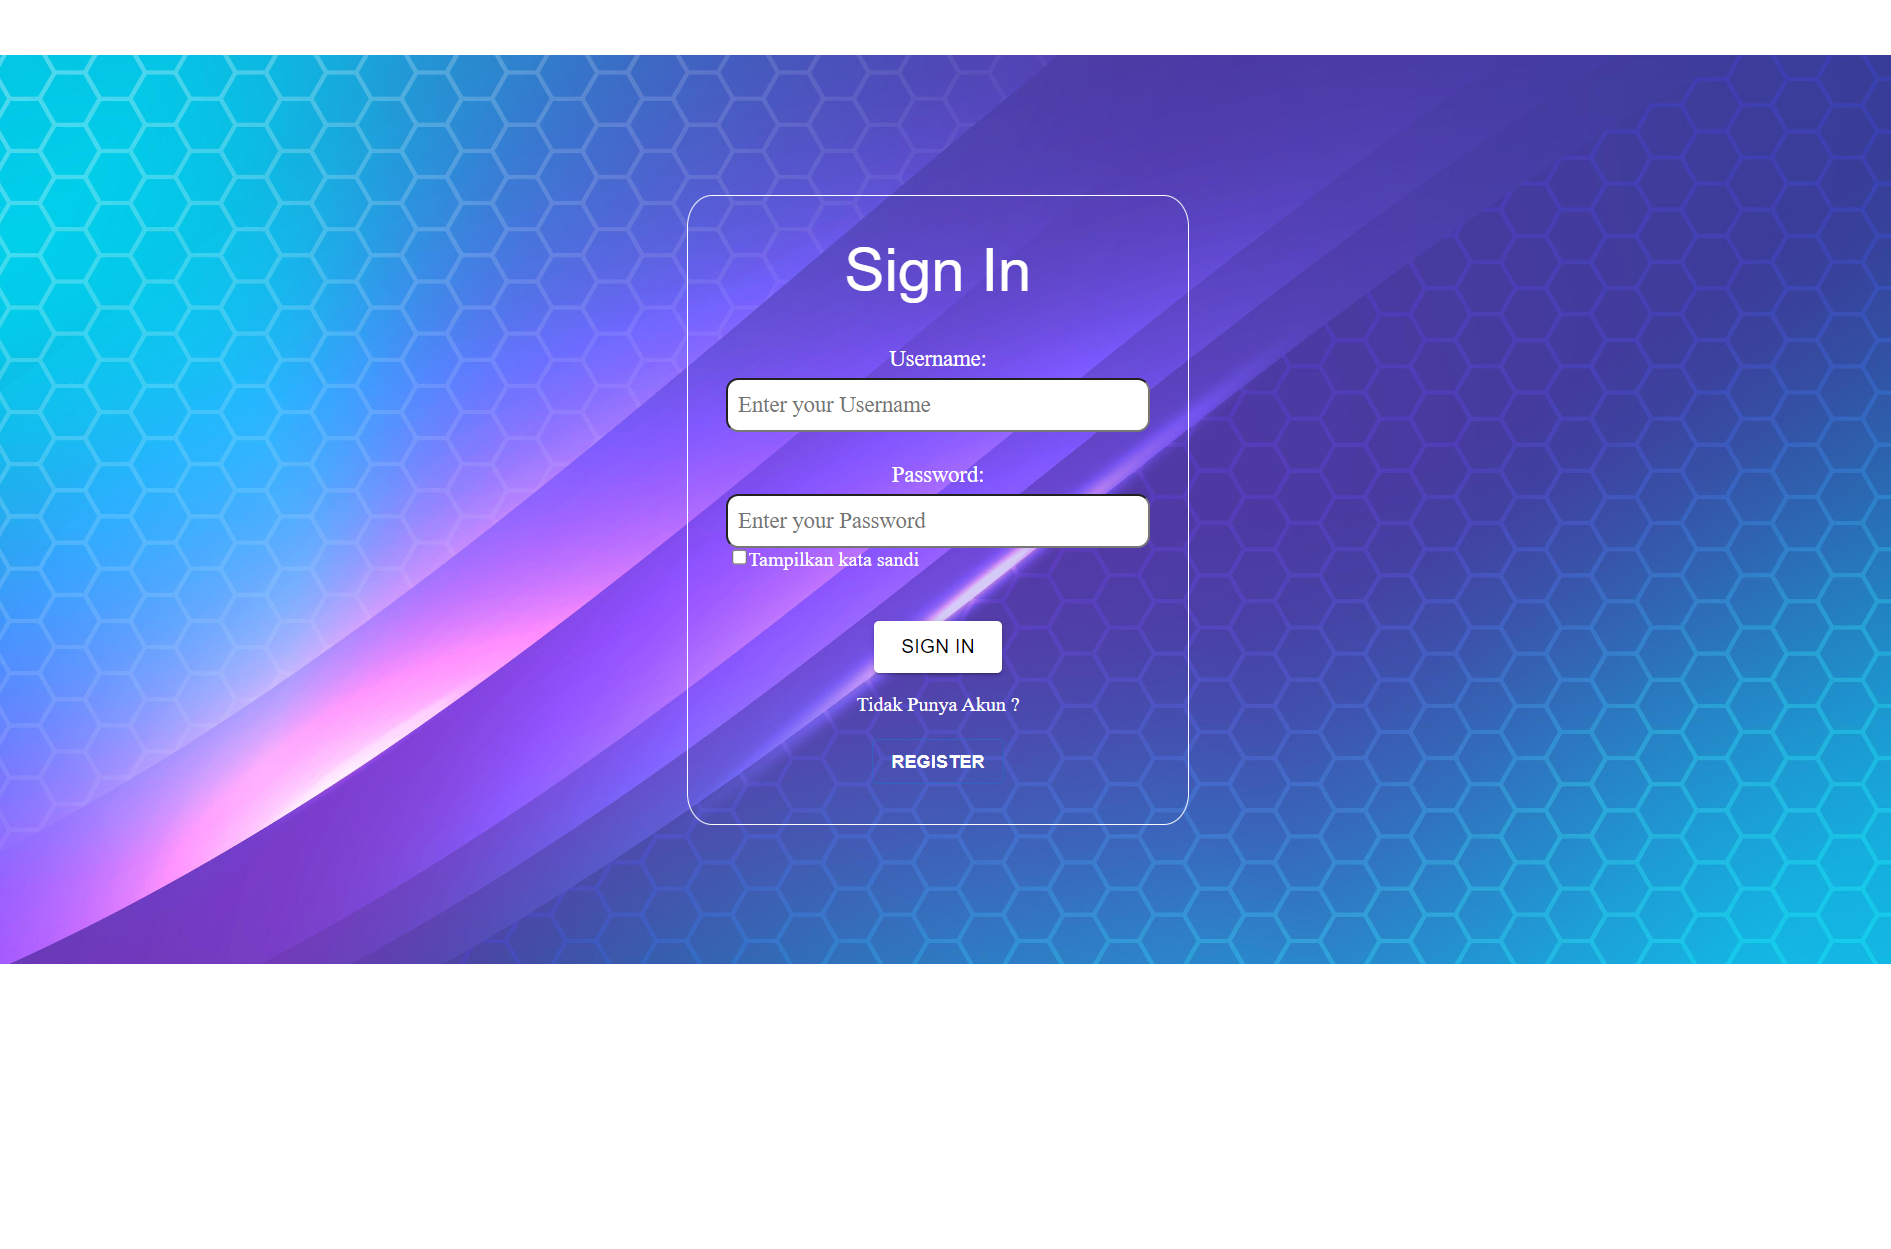 Sign In
Username:
Enter your Username
Password:
Enter your Password
Tampilkan kata sandi
SIGN IN
Tidak Punya Akun ?
REGISTER